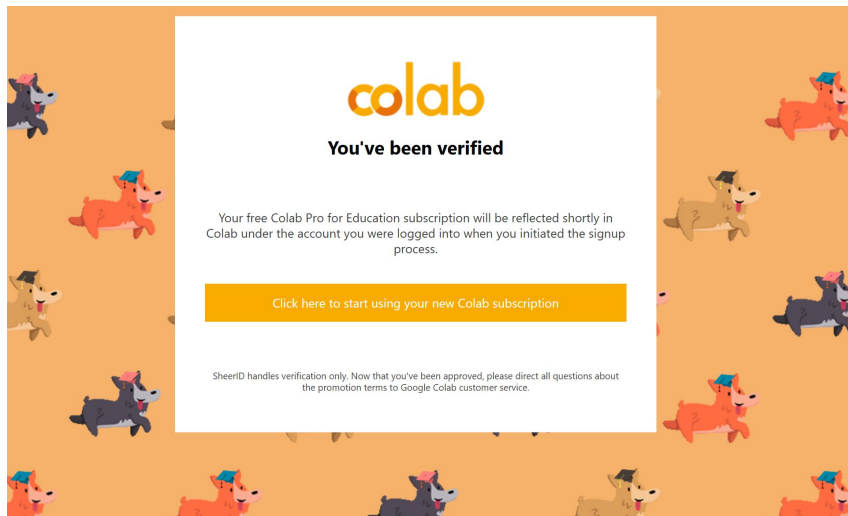 colab
You've been verified
Your free Colab Pro for Education subscription will be reflected shortly in
Colab under the account you were logged into when you initiated the signup
process.
Click here to start using your new Colab subscription
SheerID handles verification only. Now that you've been approved, please direct all questions about
the promotion terms to Google Colab customer service.